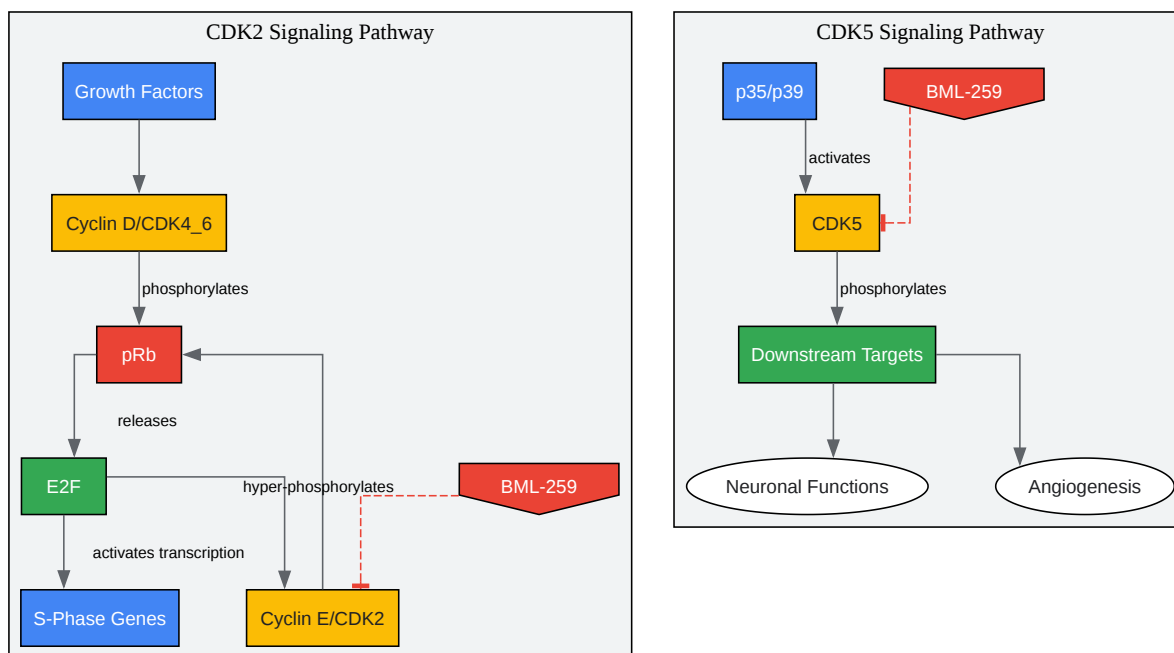 CDK2 Signaling Pathway
Growth Factors
Cyclin D/CDK4_6
phosphorylates
pRb
releases
E2F
hyper-phosphorylates
BML-259
activates transcription
S-Phase Genes
Cyclin E/CDK2
CDK5 Signaling Pathway
p35/p39
BML-259
activates
CDK5
phosphorylates
Downstream Targets
Neuronal Functions
Angiogenesis